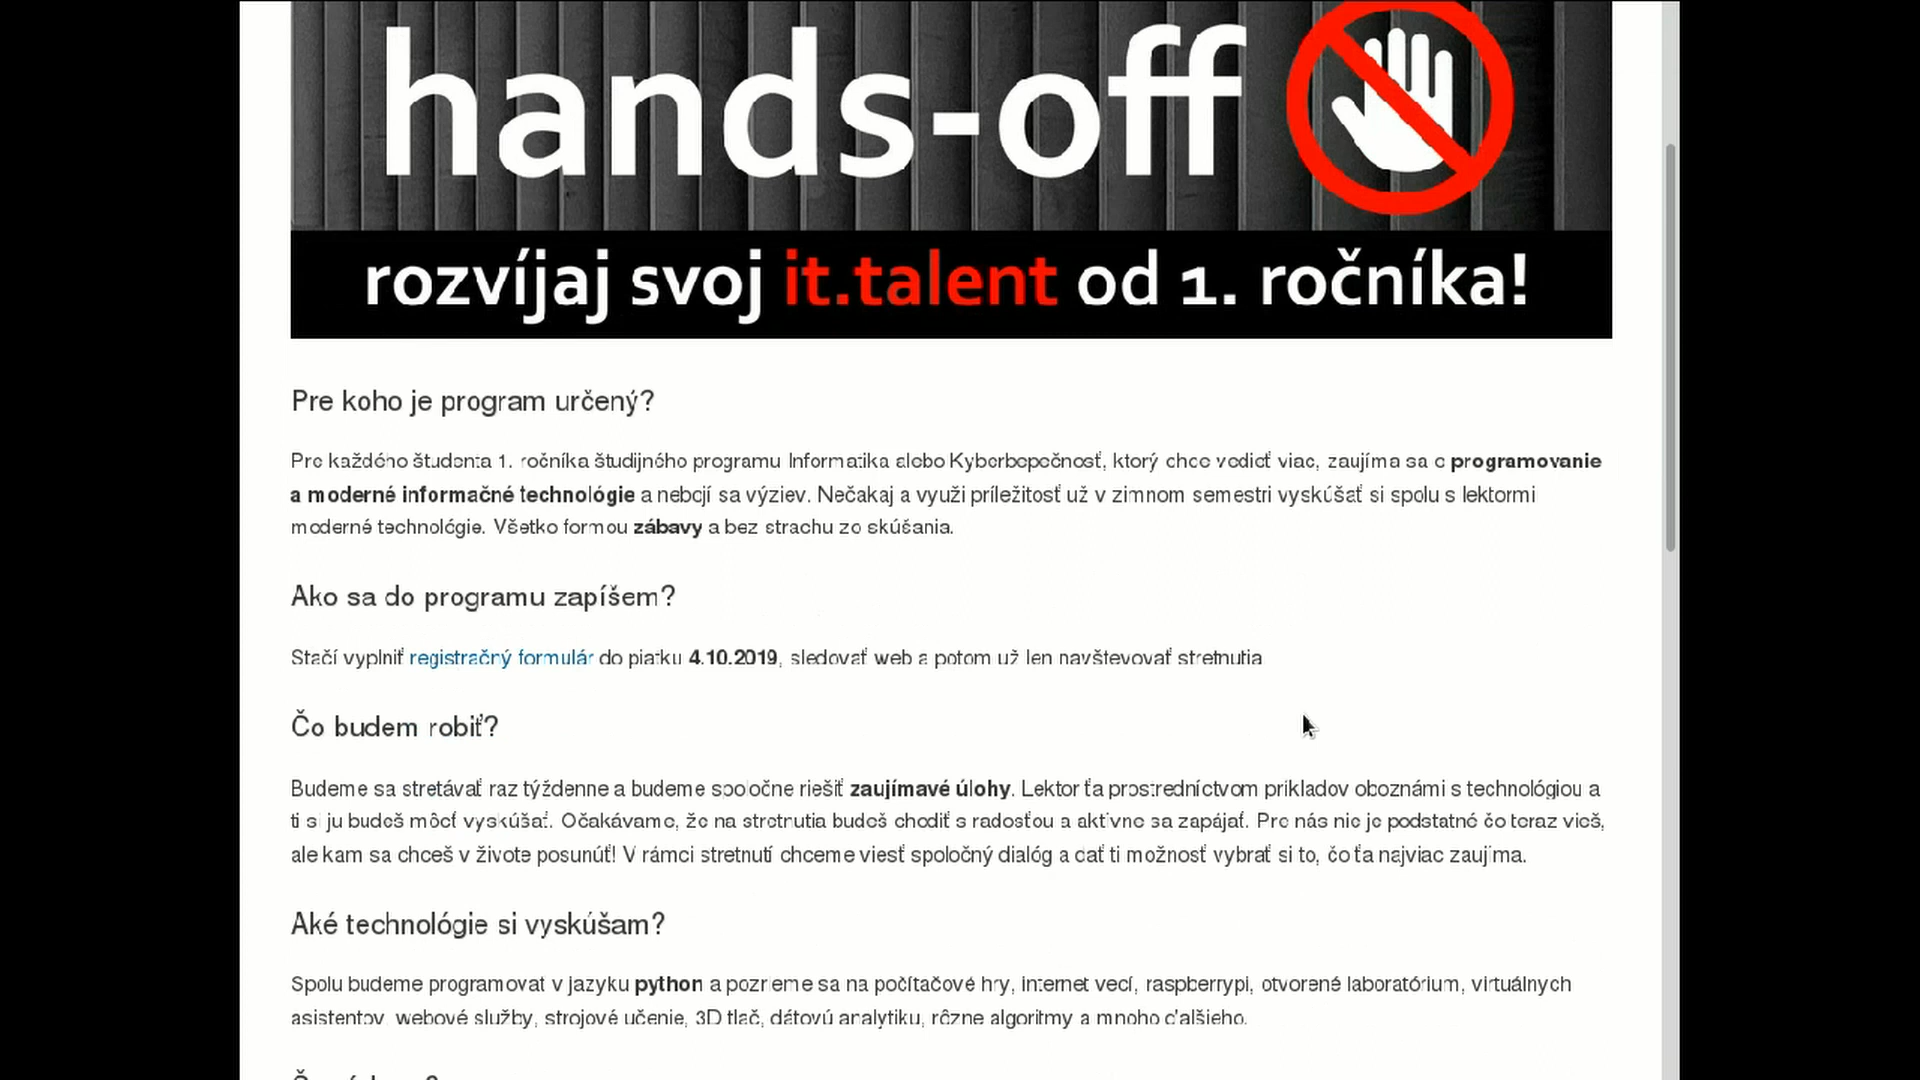 hands-off
rozvíjaj svoj it.talent od 1. ročníka!
Pre koho je program určený?
Pre každého študenta 1. ročníka študijného programu Informatika alebo Kyberbepečnosť, ktorý chce vedieť viac, zaujíma sa o programovanie
a moderné informačné technológie a nebojí sa výziev. Nečakaj a využi príležitosť už v zimnom semestri vyskúšať si spolu s lektormi
moderné technológie. Všetko formou zábavy a bez strachu zo skúšania.
Ako sa do programu zapíšem?
Stačí vyplniť registračný formulár do piatku 4.10.2019, sledovať web a potom už len navštevovať stretnutia
Čo budem robiť?
Budeme sa stretávať raz týždenne a budeme spoločne riešiť zaujímavé úlohy. Lektor ťa prostredníctvom príkladov oboznámi s technológiou a
ti si ju budeš môcť vyskúšať. Očakávame, že na stretnutia budeš chodiť s radosťou a aktívne sa zapájať. Pre nás nie je podstatné čo teraz vieš,
ale kam sa chceš v živote posunúť! V rámci stretnutí chceme viesť spoločný dialóg a dať ti možnosť vybrať si to, čo ťa najviac zaujíma.
Aké technológie si vyskúšam?
Spolu budeme programovať v jazyku python a pozrieme sa na počítačové hry, internet vecí, raspberrypi, otvorené laboratórium, virtuálnych
asistentov, webové služby, strojové učenie, 3D tlač, dátovú analytiku, rôzne algoritmy a mnoho ďalšieho.